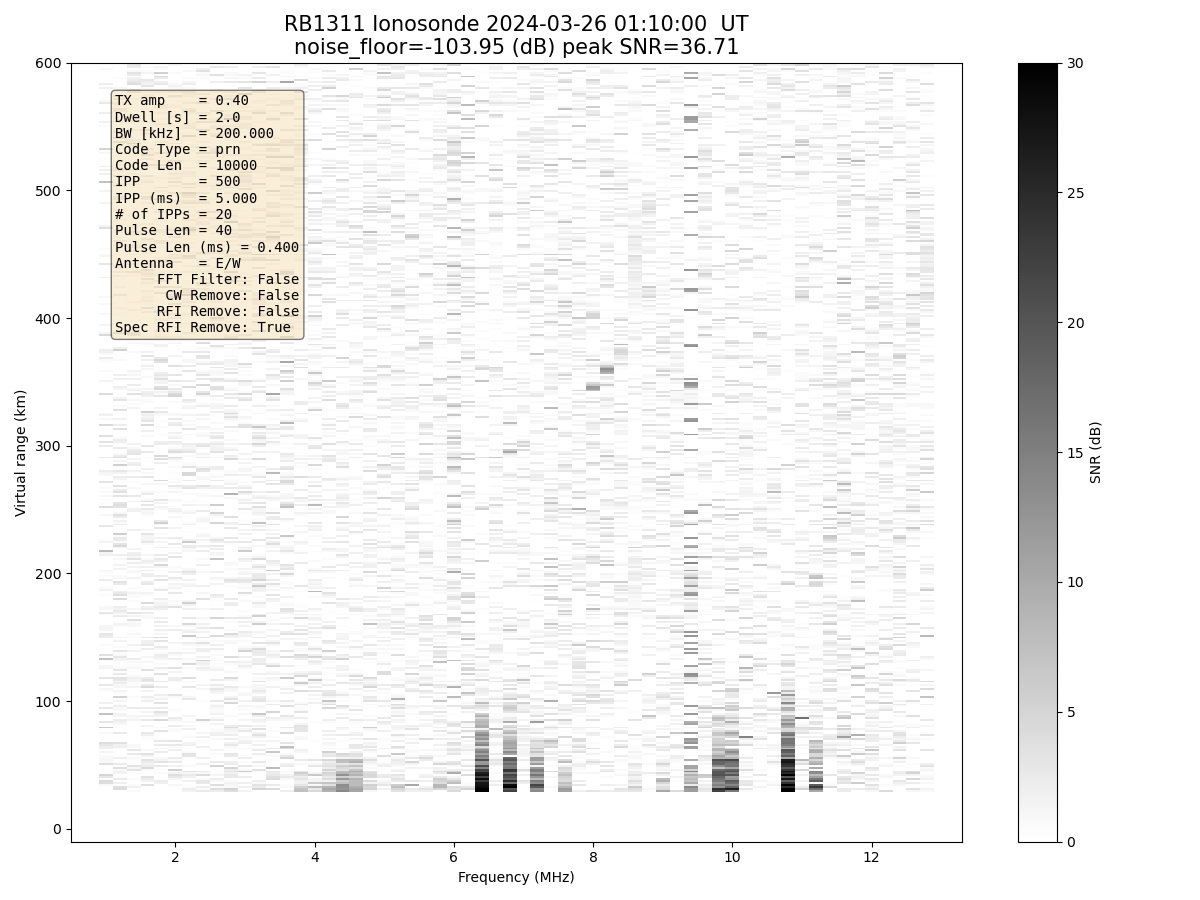 RB1311 Ionosonde 2024-03-26 01:10:00  UT
noise_floor=-103.95 (dB) peak SNR=36.71
TX amp    = 0.40
Dwell [s] = 2.0
BW [kHz]  = 200.000
Code Type = prn
Code Len  = 10000
IPP       = 500
IPP (ms)  = 5.000
# of IPPs = 20
Pulse Len = 40
Pulse Len (ms) = 0.400
Antenna   = E/W
FFT Filter: False
CW Remove: False
RFI Remove: False
Spec RFI Remove: True
600
500
400
300
200
100
0
Virtual range (km)
2 4 6 8 10 12
Frequency (MHz)
30
25
20
15
10
5
0
SNR (dB)